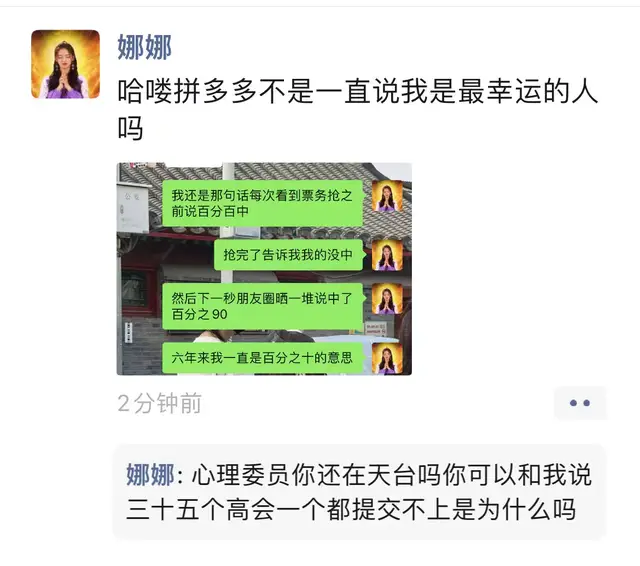 娜娜
哈喽拼多多不是一直说我是最幸运的人
吗
我还是那句话每次看到票务抢之
前说百分百中
抢完了告诉我我的没中
然后下一秒朋友圈晒一堆说中了
百分之90
六年来我一直是百分之十的意思
2分钟前
娜娜: 心理委员你还在天台吗你可以和我说
三十五个高会一个都提交不上是为什么吗